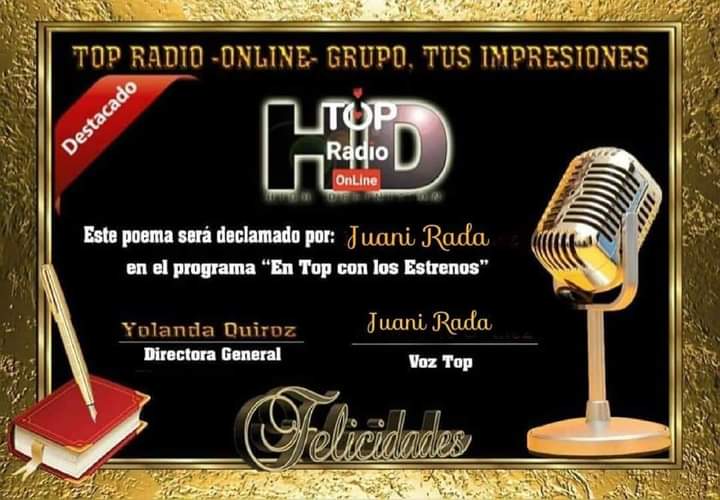 TOP RADIO -ONLINE- GRUPO, TUS IMPRESIONES
Destacado
HD
TOP
Radio
OnLine
Este poema será declamado por: Juani Rada
en el programa “En Top con los Estrenos”
Yolanda Quiroz
Directora General
Juani Rada
Voz Top
Felicidades